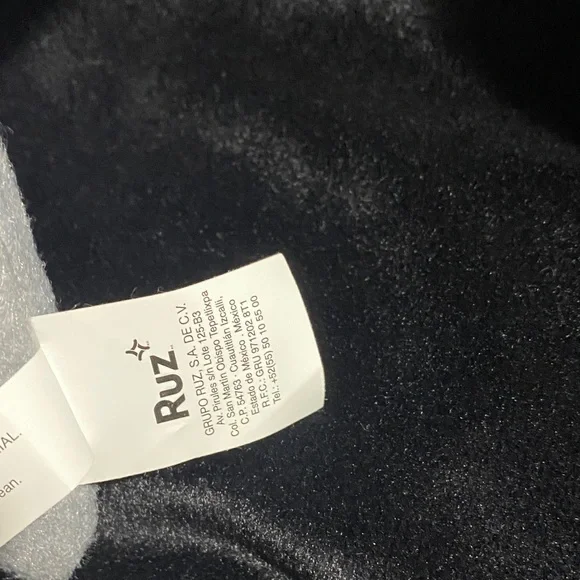 RUZ
GRUPO RUZ, S.A. DE C.V.
Av. Pirules s/n Lote 125-B3
Col. San Martín Obispo Tepetlixpa
C.P. 54763 - Cuautitlán Izcalli,
Estado de México - México
R.F.C.: GRU 971202 8T1
Tel.: +52(55) 50 10 55 00